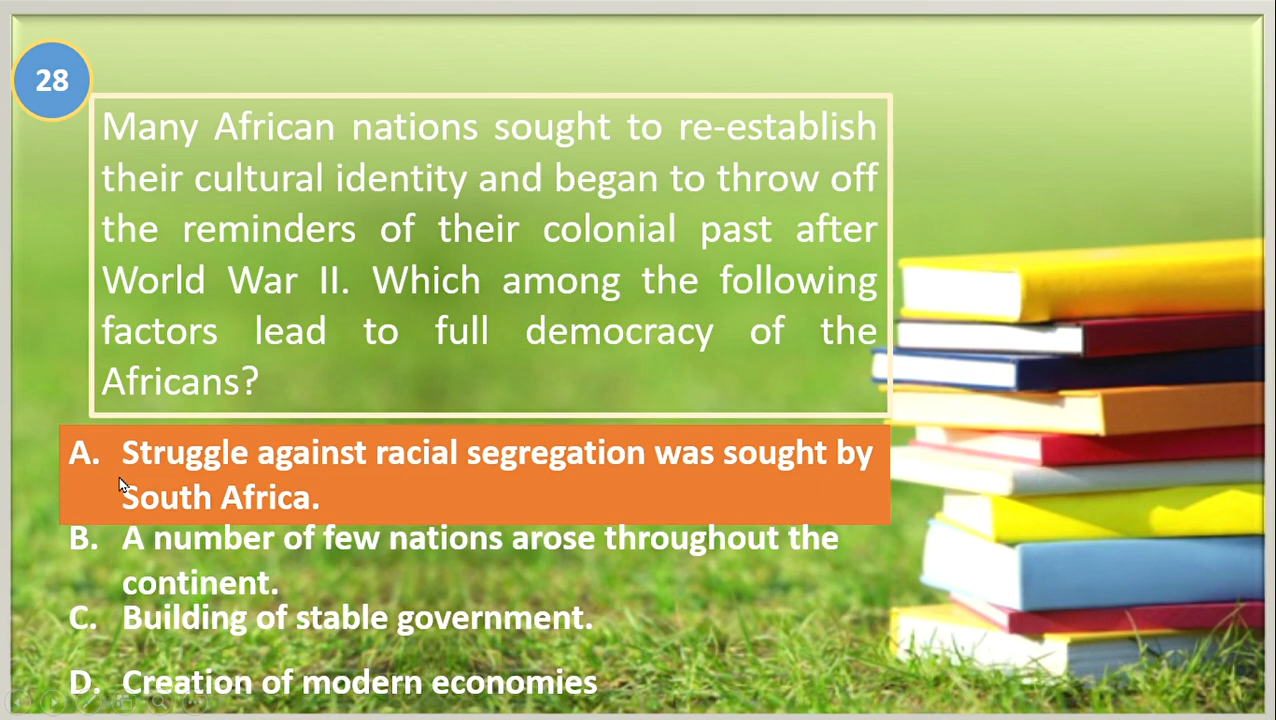 28
Many African nations sought to re-establish
their cultural identity and began to throw off
the reminders of their colonial past after
World War II. Which among the following
factors lead to full democracy of the
Africans?
A. Struggle against racial segregation was sought by
South Africa.
B. A number of few nations arose throughout the
continent.
C. Building of stable government.
D. Creation of modern economies